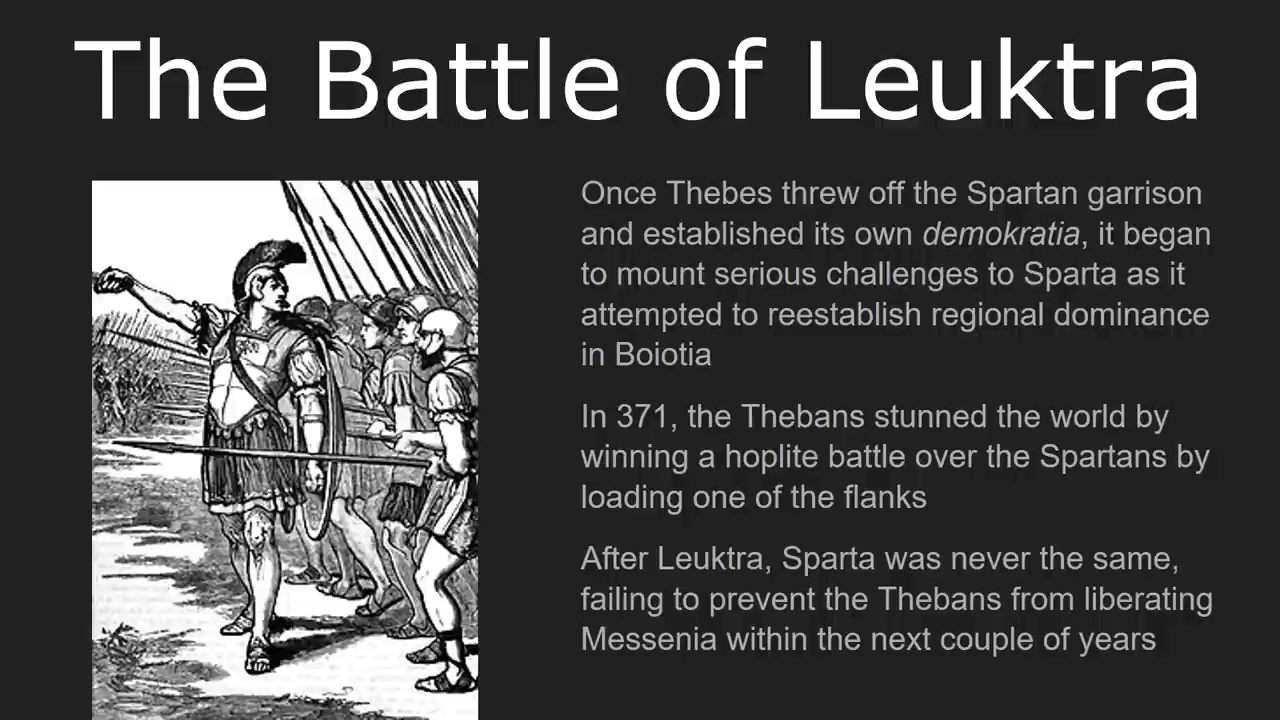 The Battle of Leuktra
Once Thebes threw off the Spartan garrison
and established its own demokratia, it began
to mount serious challenges to Sparta as it
attempted to reestablish regional dominance
in Boiotia
In 371, the Thebans stunned the world by
winning a hoplite battle over the Spartans by
loading one of the flanks
After Leuktra, Sparta was never the same,
failing to prevent the Thebans from liberating
Messenia within the next couple of years